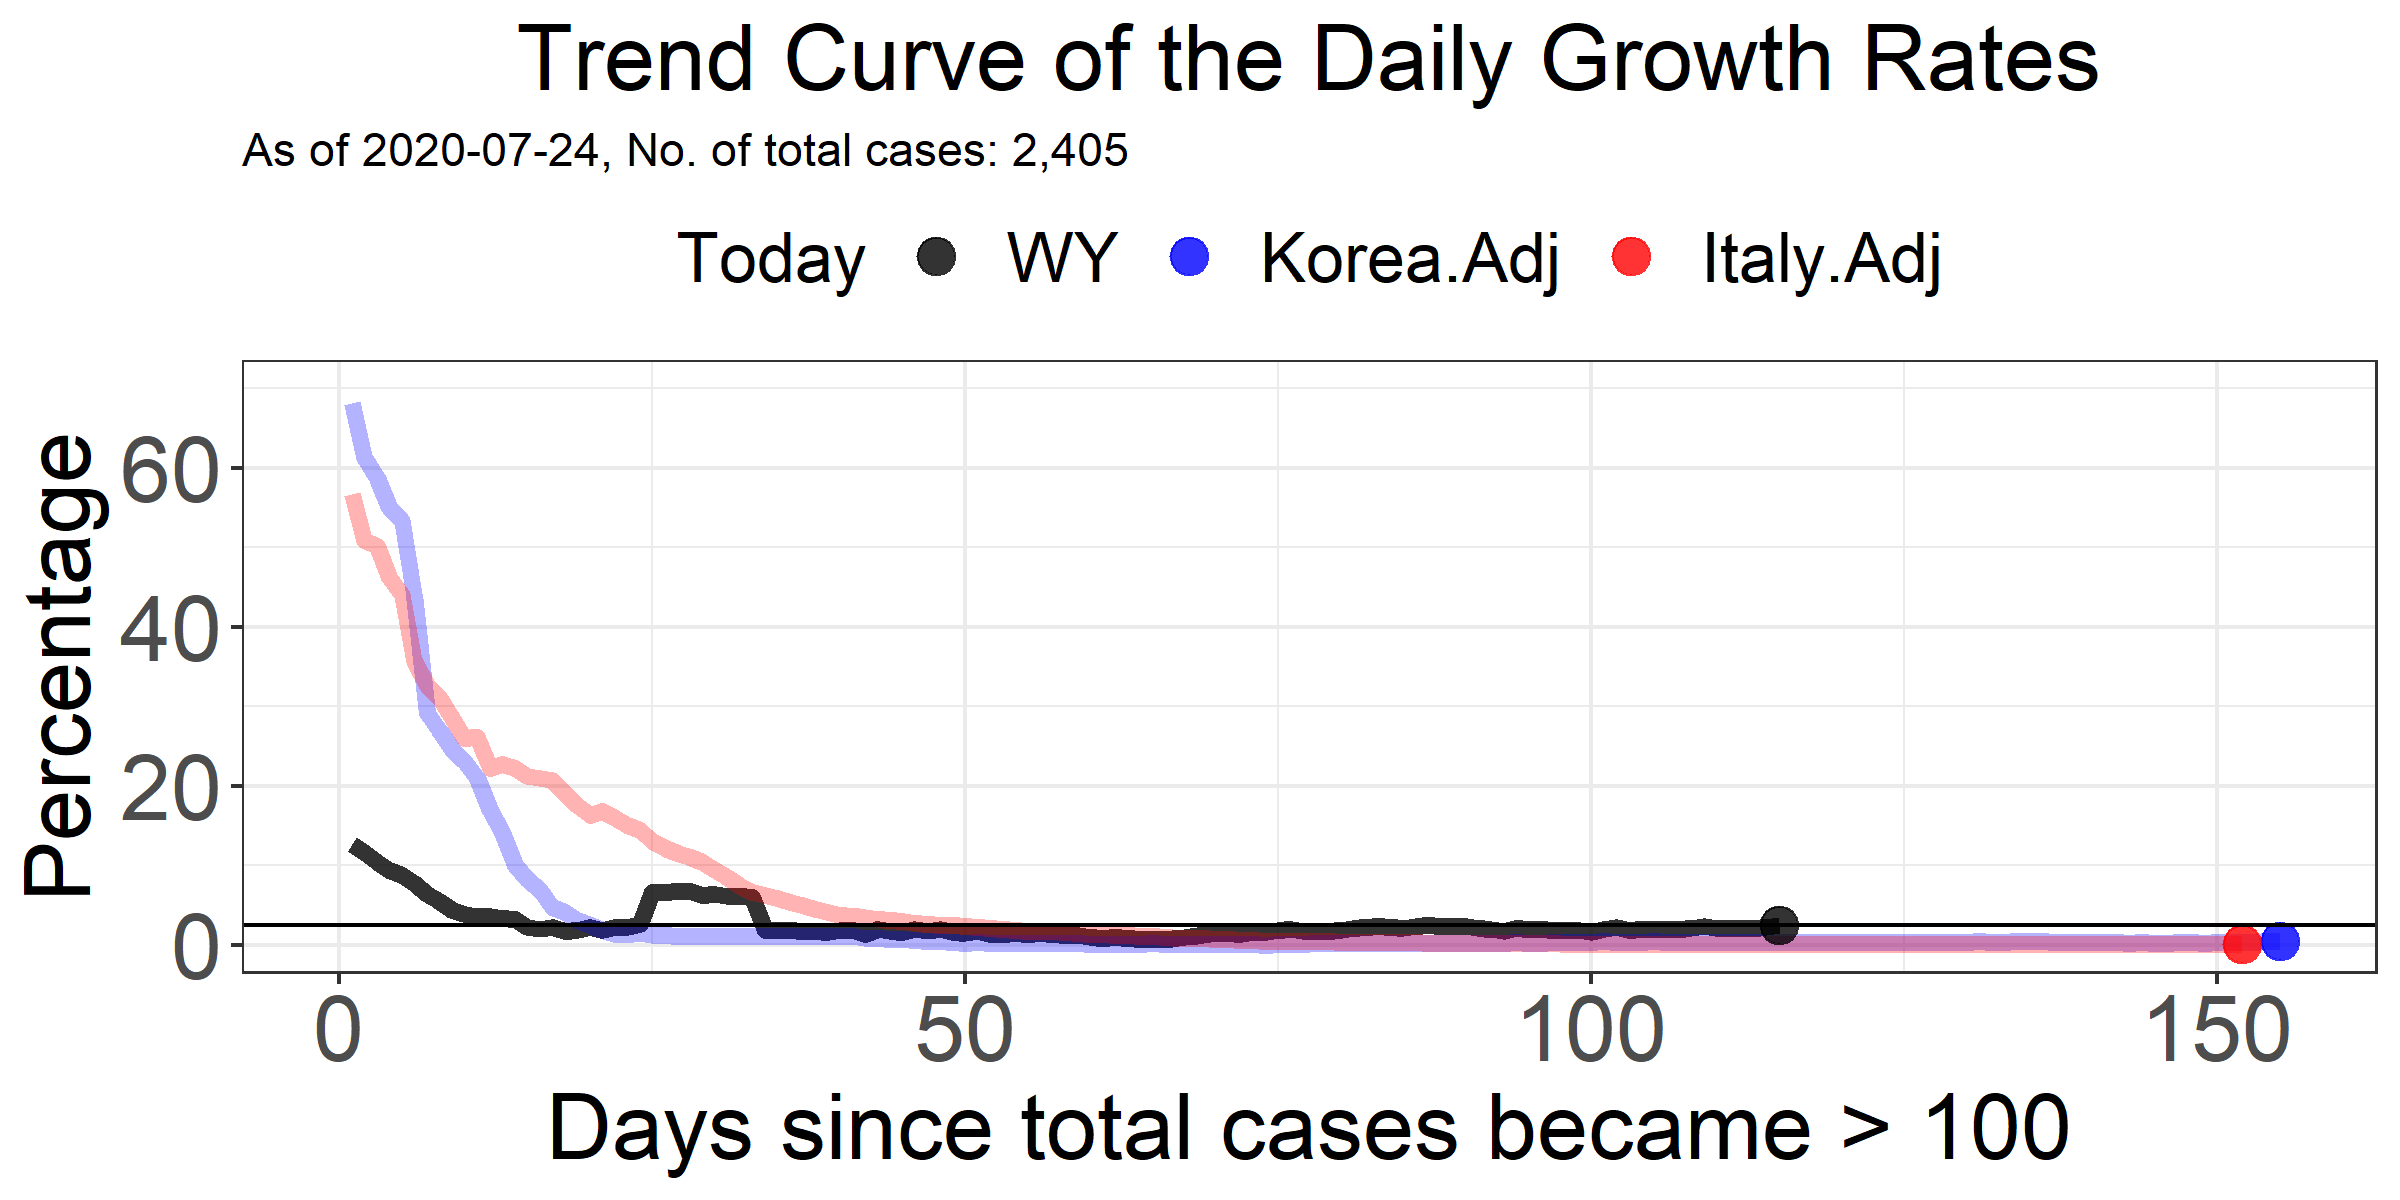 Trend Curve of the Daily Growth Rates
As of 2020-07-24, No. of total cases: 2,405
Today WY Korea.Adj Italy.Adj
Percentage
60
40
20
0
0 50 100 150
Days since total cases became > 100